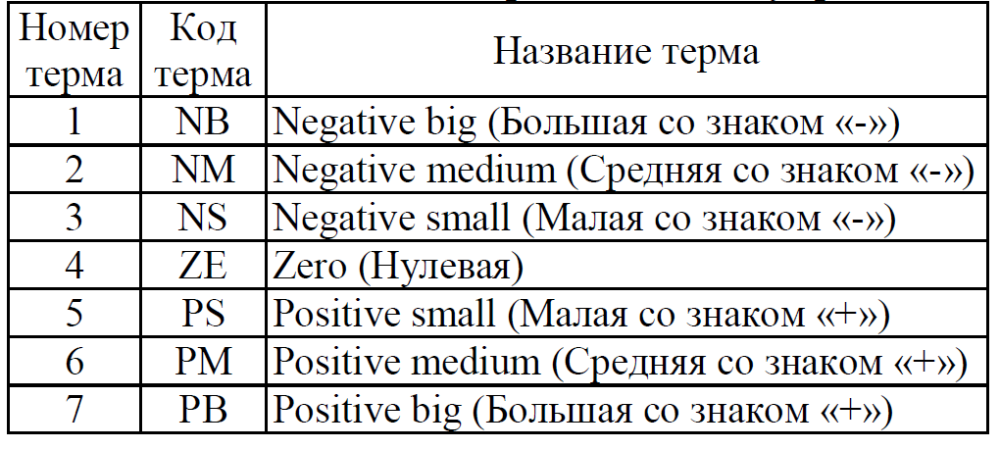 Номер терма Код терма Название терма
1 NB Negative big (Большая со знаком «-»)
2 NM Negative medium (Средняя со знаком «-»)
3 NS Negative small (Малая со знаком «-»)
4 ZE Zero (Нулевая)
5 PS Positive small (Малая со знаком «+»)
6 PM Positive medium (Средняя со знаком «+»)
7 PB Positive big (Большая со знаком «+»)